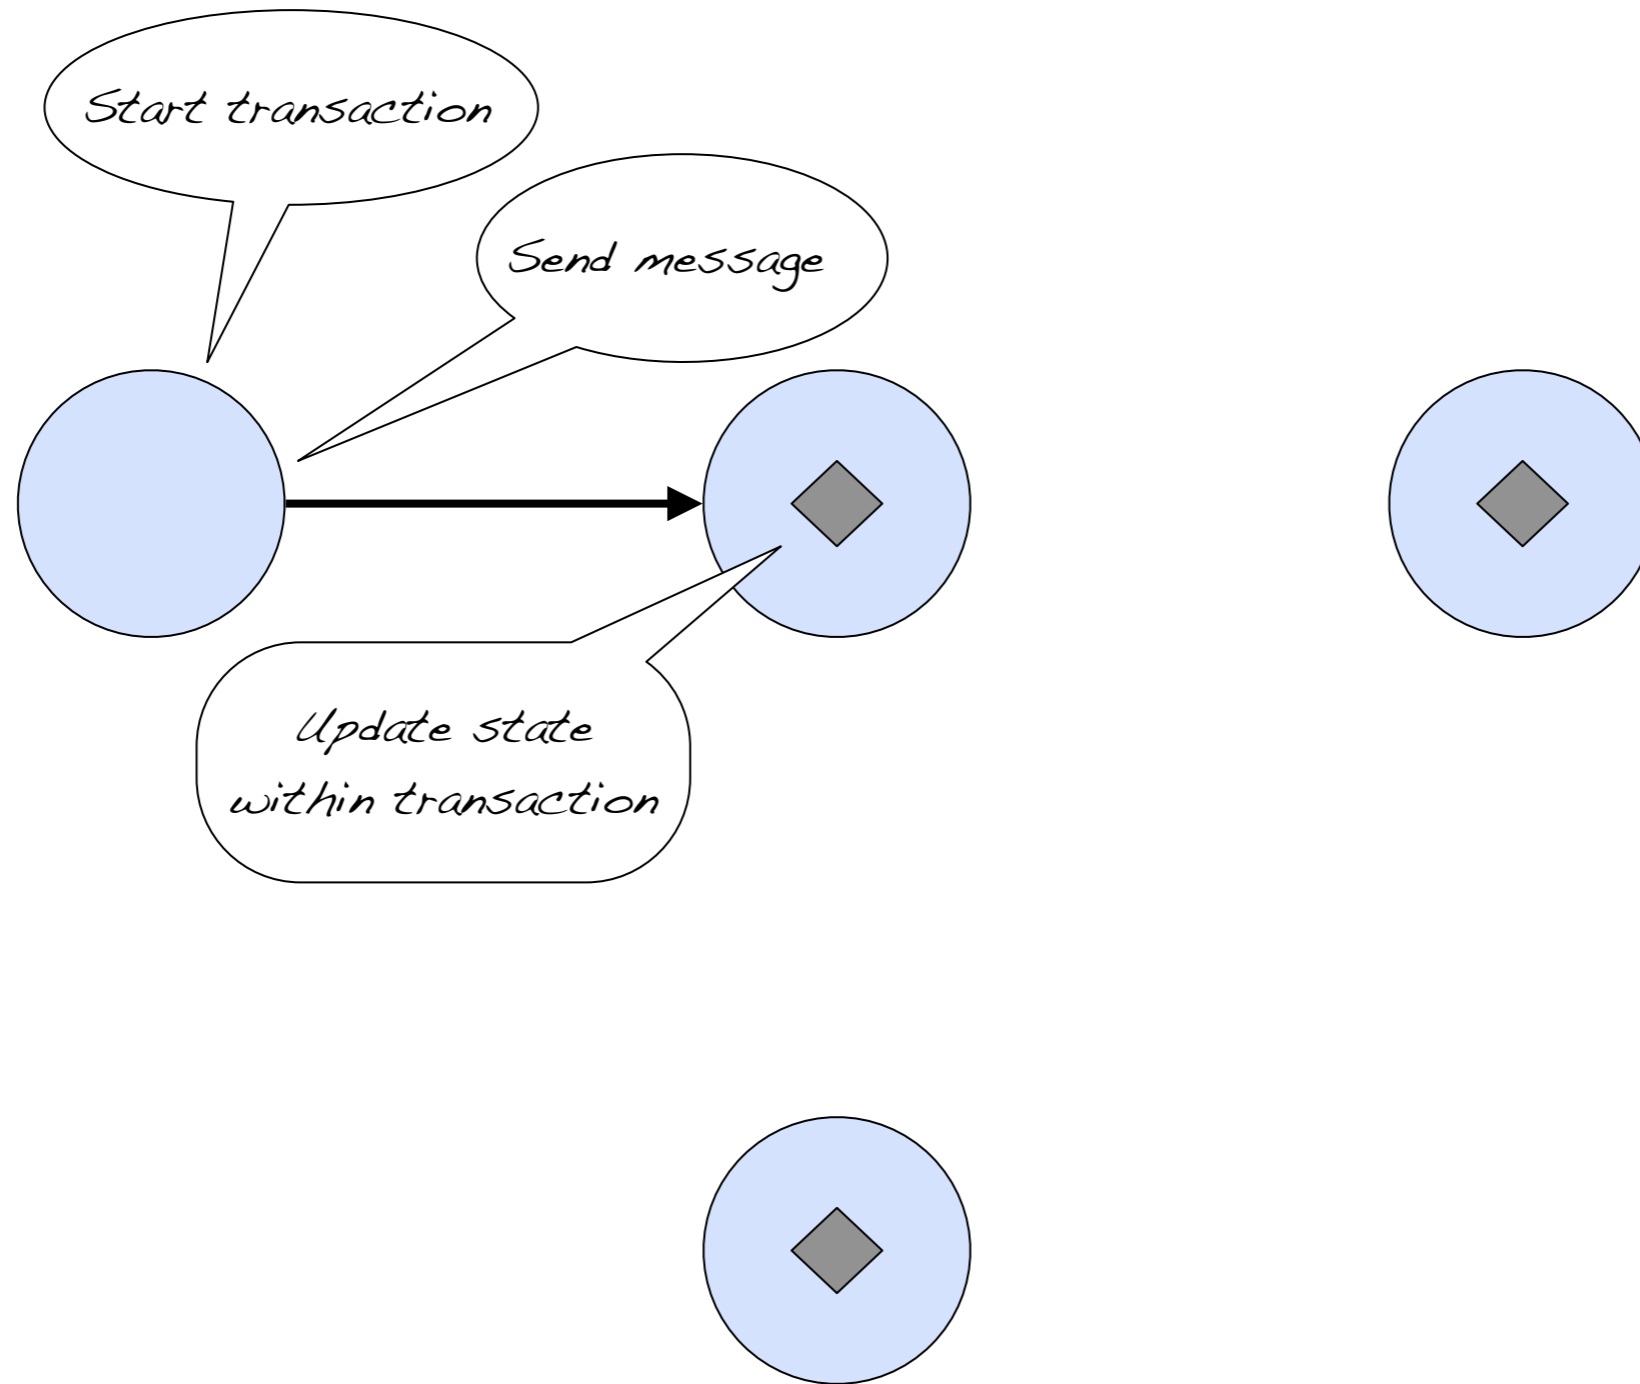 Start transaction
Send message
Update state
within transaction